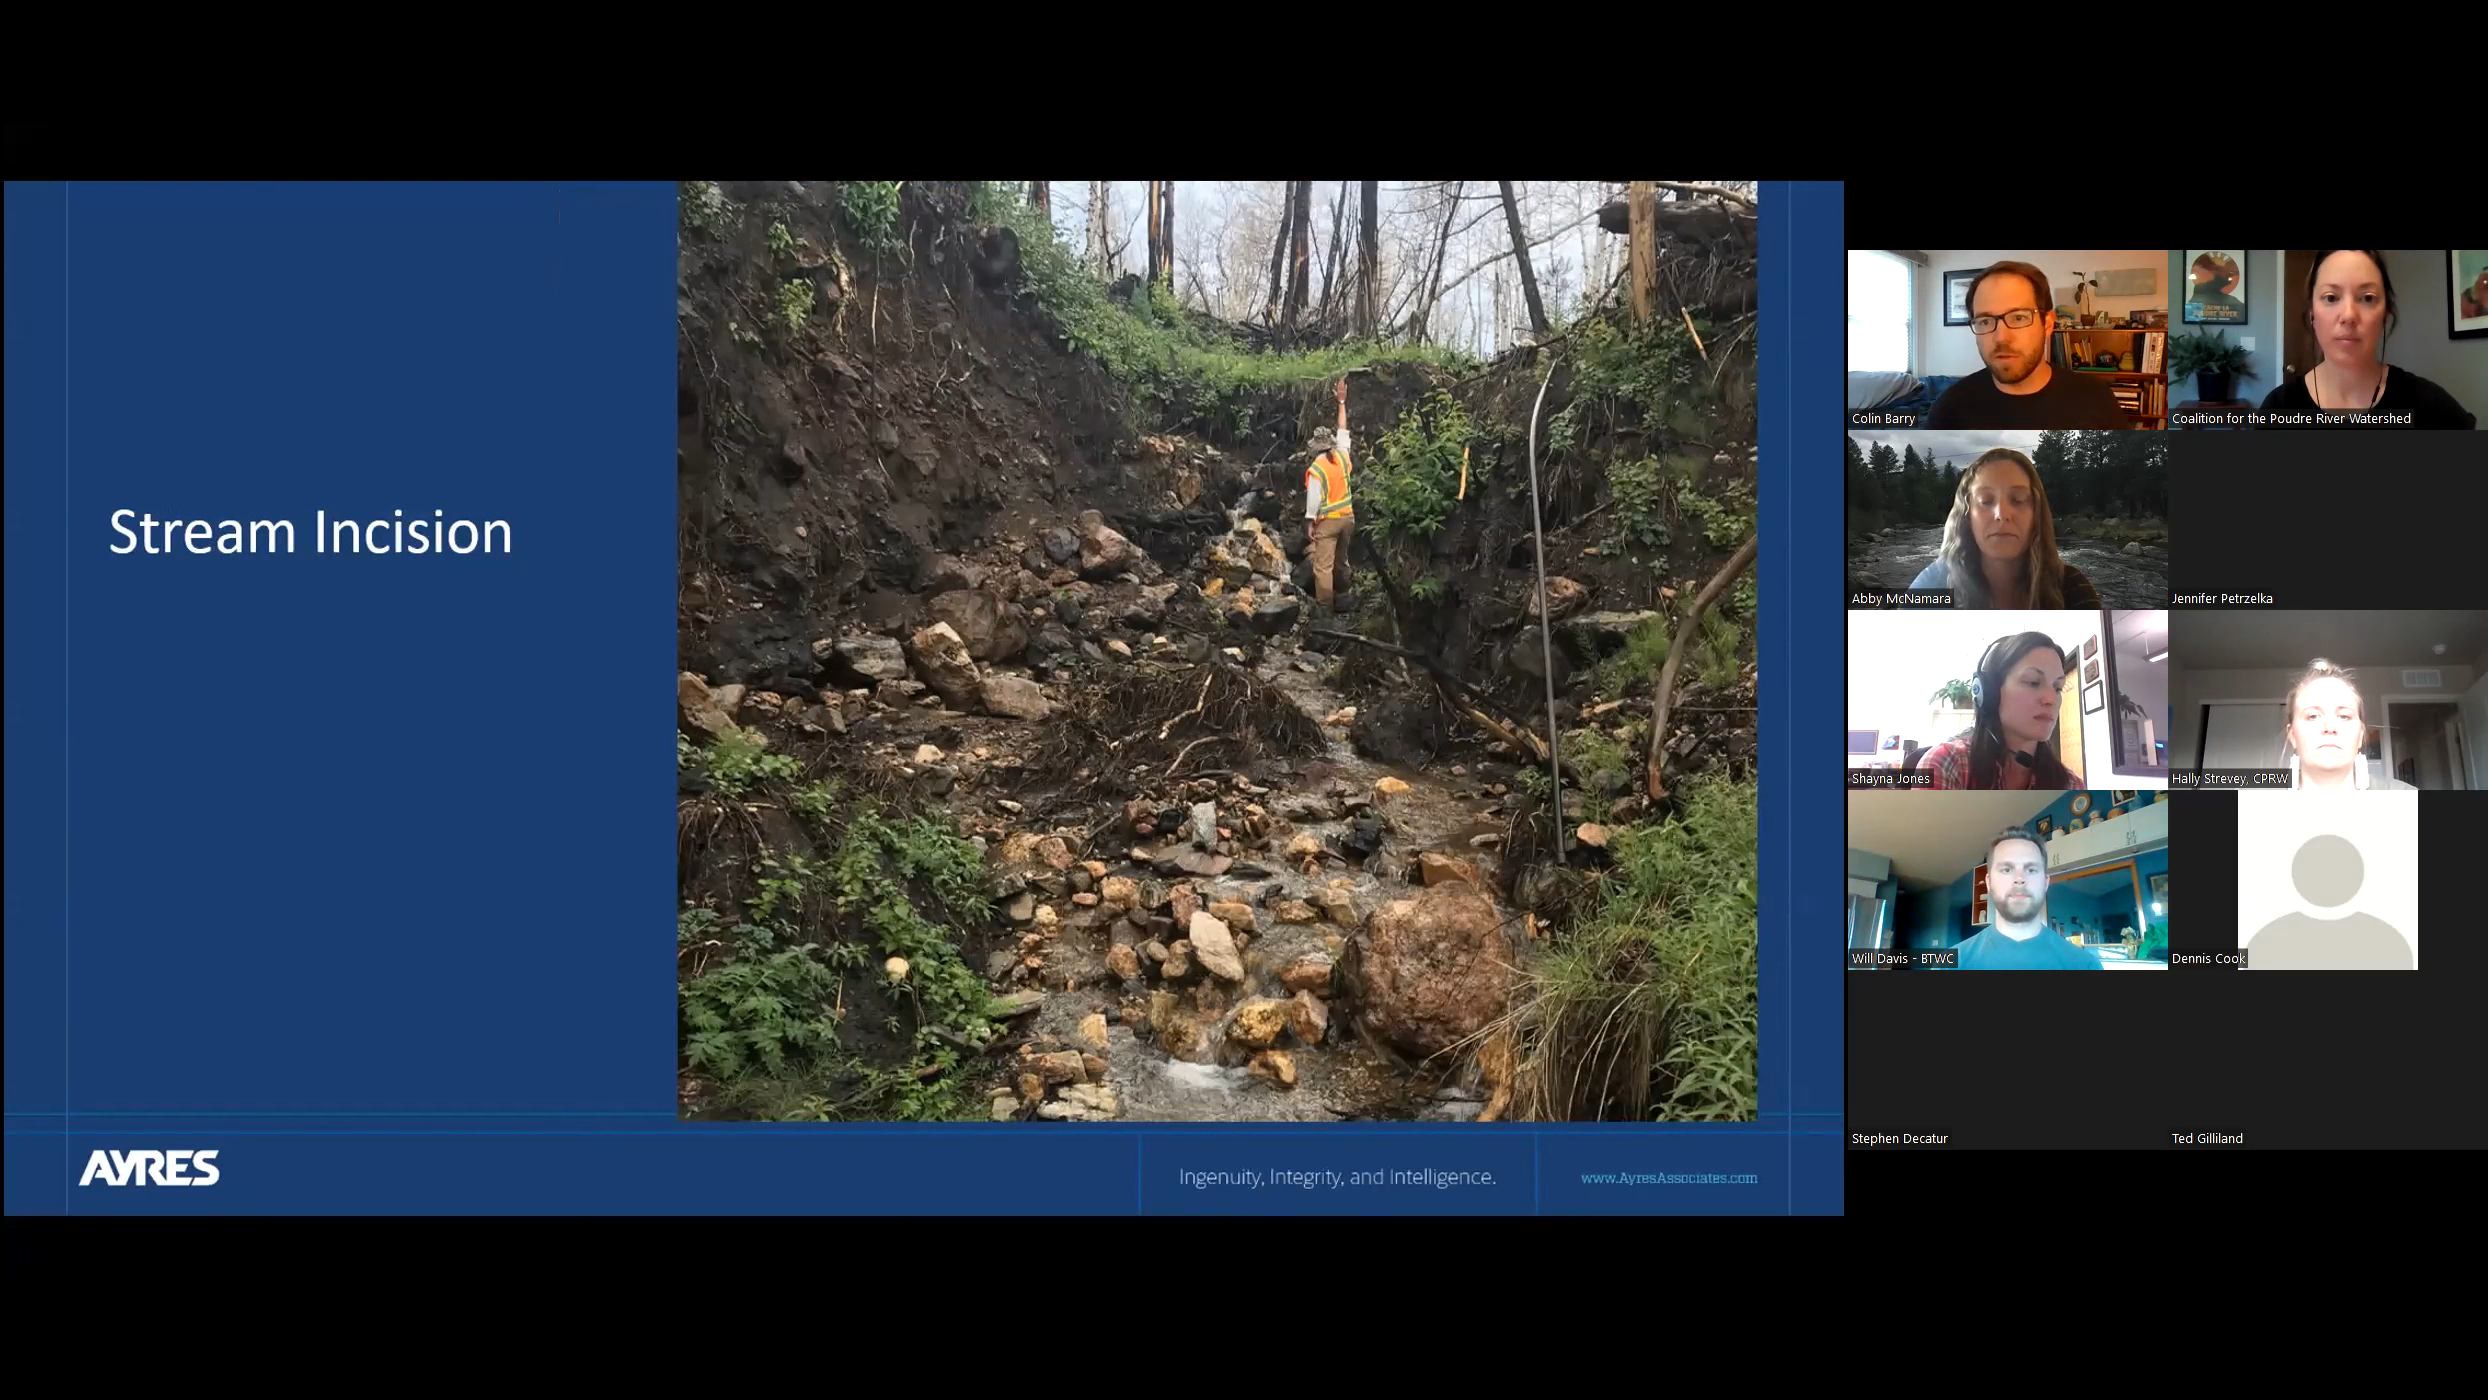 Stream Incision
AYRES
Ingenuity, Integrity, and Intelligence.
www.AyresAssociates.com
Colin Barry
Coalition for the Poudre River Watershed
Abby McNamara
Jennifer Petrzelka
Shayna Jones
Hally Strevey, CPRW
Will Davis - BTWC
Dennis Cook
Stephen Decatur
Ted Gilliland